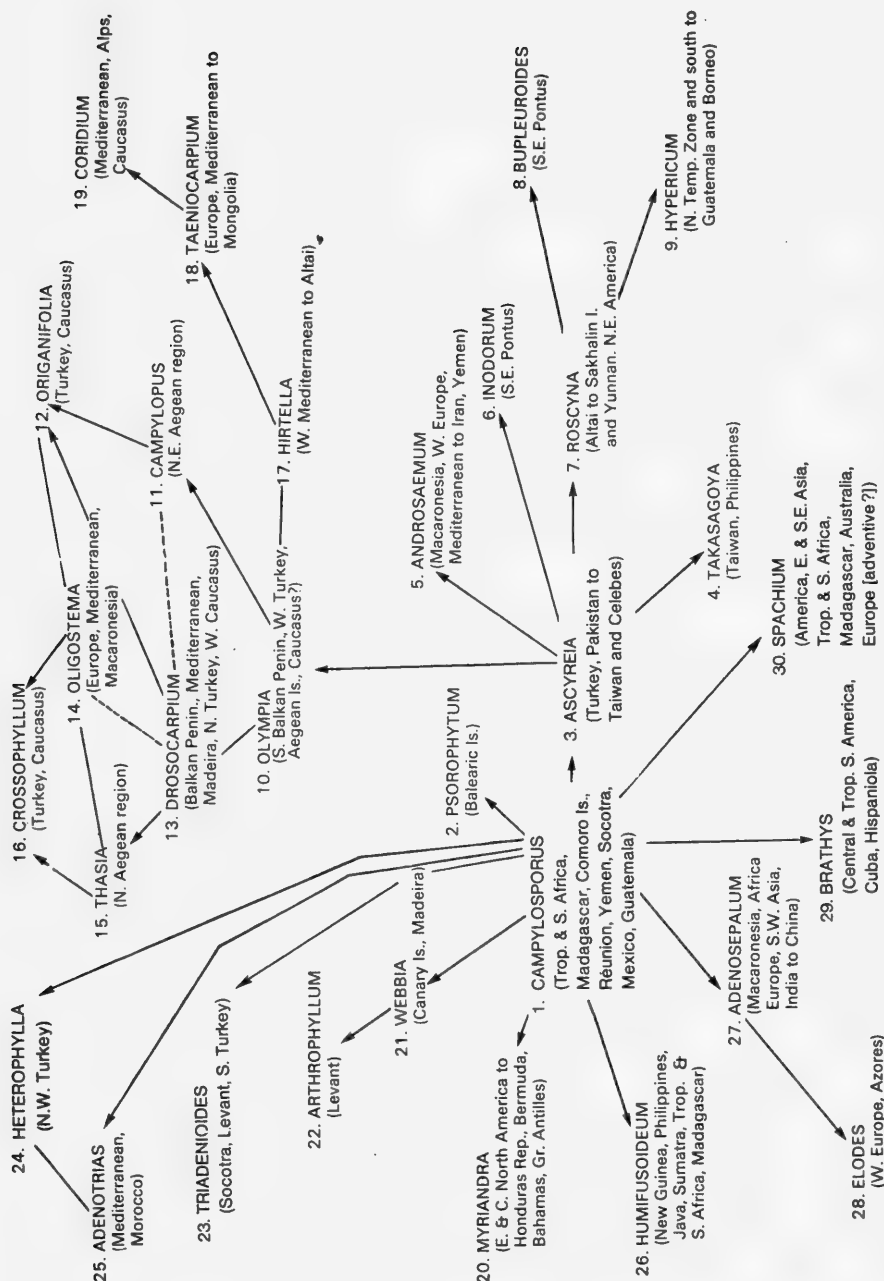 24. HETEROPHYLLA
(N.W. Turkey)
25. ADENOTRIAS
(Mediterranean,
Morocco)
23. TRIADENIOIDES
(Socotra, Levant, S. Turkey)
22. ARTHROPHYLLUM
(Levant)
21. WEBBIA
(Canary Is., Madeira)
20. MYRIANDRA
(E. & C. North America to
Honduras Rep., Bermuda,
Bahamas, Gr. Antilles)
26. HUMIFUSOIDEUM
(New Guinea, Philippines,
Java, Sumatra, Trop. &
S. Africa, Madagascar)
28. ELODES
(W. Europe, Azores)
16. CROSSOPHYLLUM
(Turkey, Caucasus)
15. THASIA
(N. Aegean region)
14. OLIGOSTEMA
(Europe, Mediterranean,
Macaronesia)
13. DROSOCARPIUM
(Balkan Penin., Mediterranean,
Madeira, N. Turkey, W. Caucasus)
12. ORIGANIFOLIA
(Turkey, Caucasus)
11. CAMPYLOPUS
(N.E. Aegean region)
10. OLYMPIA
(S. Balkan Penin., W. Turkey,
Aegean Is., Caucasus?)
2. PSOROPHYTUM
(Balearic Is.)
1. CAMPYLOSPORUS
(Trop. & S. Africa,
Madagascar, Comoro Is.,
Réunion, Yemen, Socotra,
Mexico, Guatemala)
27. ADENOSEPALUM
(Macaronesia, Africa
Europe, S.W. Asia,
India to China)
29. BRATHYS
(Central & Trop. S. America,
Cuba, Hispaniola)
19. CORIDIUM
(Mediterranean, Alps,
Caucasus)
18. TAENIOCARPIUM
(Europe, Mediterranean to
Mongolia)
17. HIRTELLA
(W. Mediterranean to Altai)
5. ANDROSAEMUM
(Macaronesia, W. Europe,
Mediterranean to Iran, Yemen)
6. INODORUM
(S.E. Pontus)
8. BUPLEUROIDES
(S.E. Pontus)
3. ASCYREIA
(Turkey, Pakistan to
Taiwan and Celebes)
7. ROSCYNA
(Altai to Sakhalin I.
and Yunnan. N.E. America)
9. HYPERICUM
(N. Temp. Zone and south to
Guatemala and Borneo)
4. TAKASAGOYA
(Taiwan, Philippines)
30. SPACHIUM
(America, E. & S.E. Asia,
Trop. & S. Africa,
Madagascar, Australia,
Europe [adventive ?])